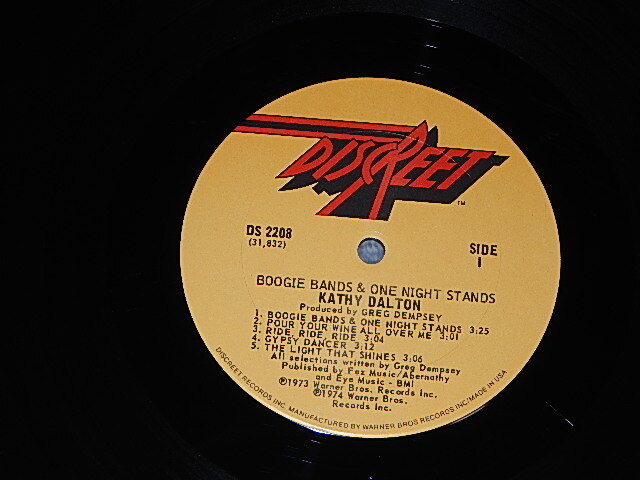 DISCREET
TM
DS 2208
(31,832)
SIDE
1
BOOGIE BANDS & ONE NIGHT STANDS
KATHY DALTON
Produced by GREG DEMPSEY
1. BOOGIE BANDS & ONE NIGHT STANDS 3:25
2. POUR YOUR WINE ALL OVER ME 3:01
3. RIDE, RIDE, RIDE 3:04
4. GYPSY DANCER 3:12
5. THE LIGHT THAT SHINES 3:06
All selections written by Greg Dempsey
Published by Faz Music/Abernathy
and Eye Music - BMI
℗1973 Warner Bros. Records Inc.
℗1974 Warner Bros.
Records Inc.
DISCREET RECORDS INC. MANUFACTURED BY WARNER BROS RECORDS INC/MADE IN USA